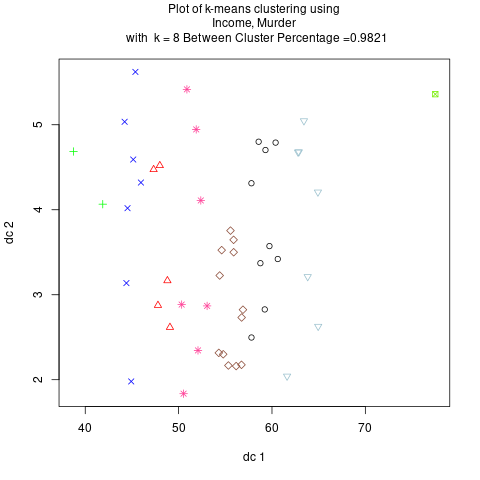 Plot of k-means clustering using
Income, Murder
with k = 8 Between Cluster Percentage =0.9821
dc 2
5
4
3
2
40 50 60 70
dc 1